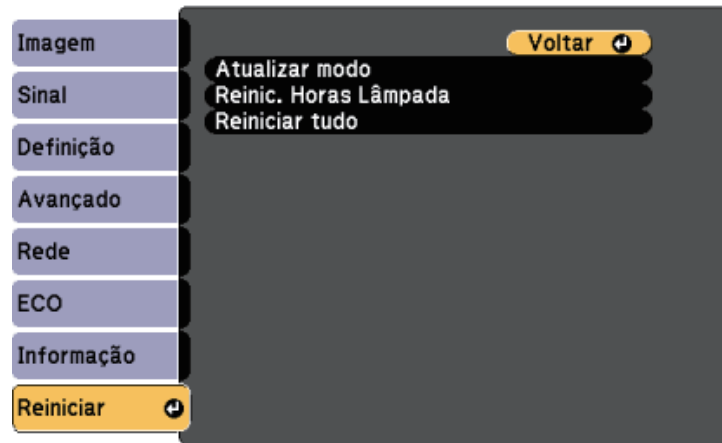 Imagem
Sinal
Definição
Avançado
Rede
ECO
Informação
Reiniciar
Voltar
Atualizar modo
Reinic. Horas Lâmpada
Reiniciar tudo